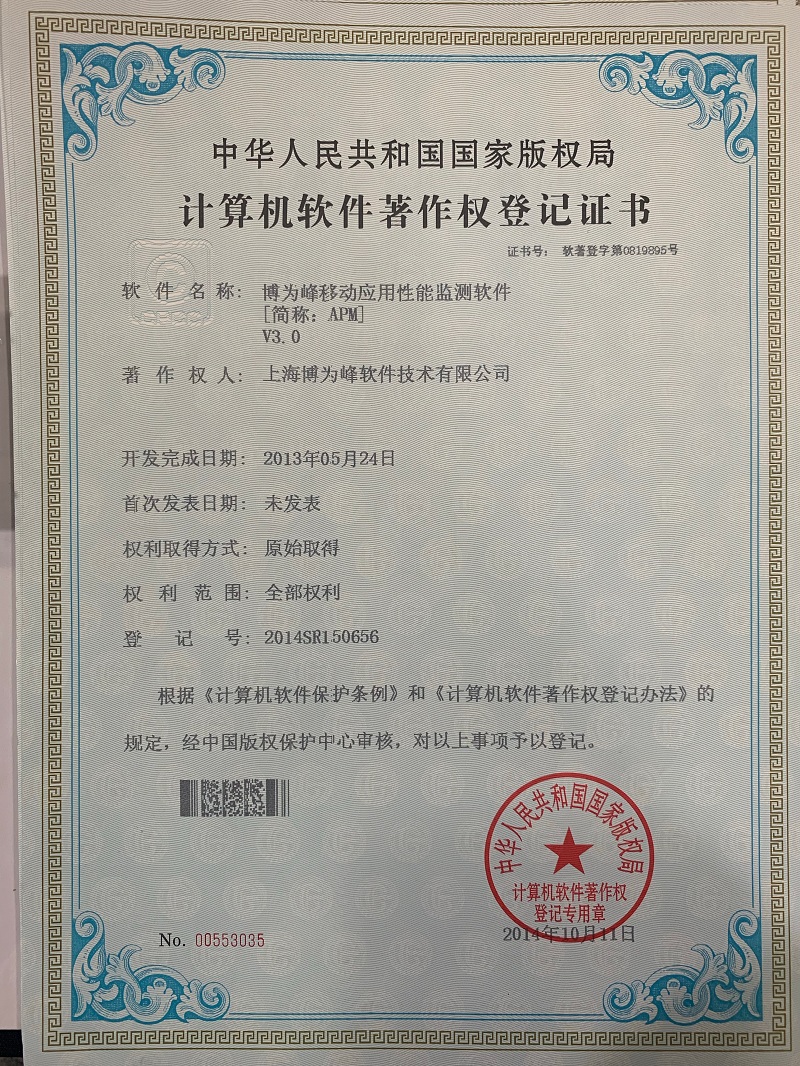 中华人民共和国国家版权局
计算机软件著作权登记证书
证书号： 软著登字第0819895号
软件名称： 博为峰移动应用性能监测软件
[简称：APM]
V3.0
著作权人： 上海博为峰软件技术有限公司
开发完成日期： 2013年05月24日
首次发表日期： 未发表
权利取得方式： 原始取得
权利范围： 全部权利
登记号： 2014SR150656
根据《计算机软件保护条例》和《计算机软件著作权登记办法》的
规定，经中国版权保护中心审核，对以上事项予以登记。
中华人民共和国国家版权局
计算机软件著作权
登记专用章
No. 00553035
2014年10月11日